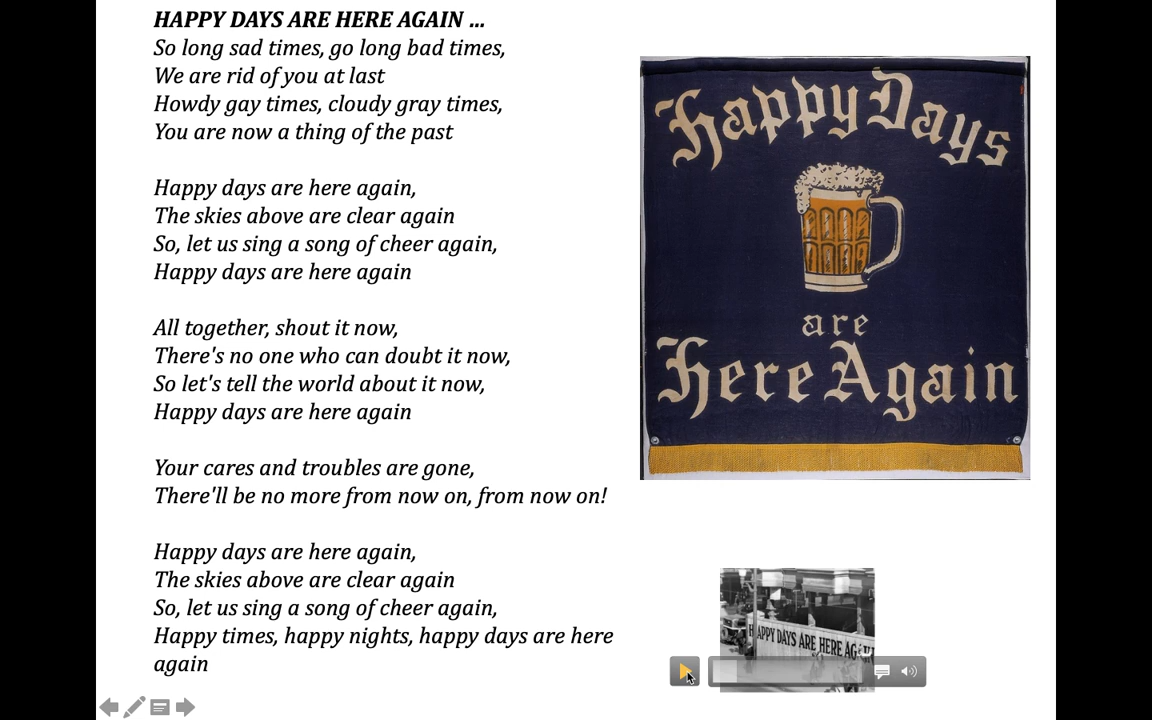 HAPPY DAYS ARE HERE AGAIN ...
So long sad times, go long bad times,
We are rid of you at last
Howdy gay times, cloudy gray times,
You are now a thing of the past
Happy days are here again,
The skies above are clear again
So, let us sing a song of cheer again,
Happy days are here again
All together, shout it now,
There's no one who can doubt it now,
So let's tell the world about it now,
Happy days are here again
Your cares and troubles are gone,
There'll be no more from now on, from now on!
Happy days are here again,
The skies above are clear again
So, let us sing a song of cheer again,
Happy times, happy nights, happy days are here
again
Happy Days
are
Here Again
HAPPY DAYS ARE HERE AGAIN